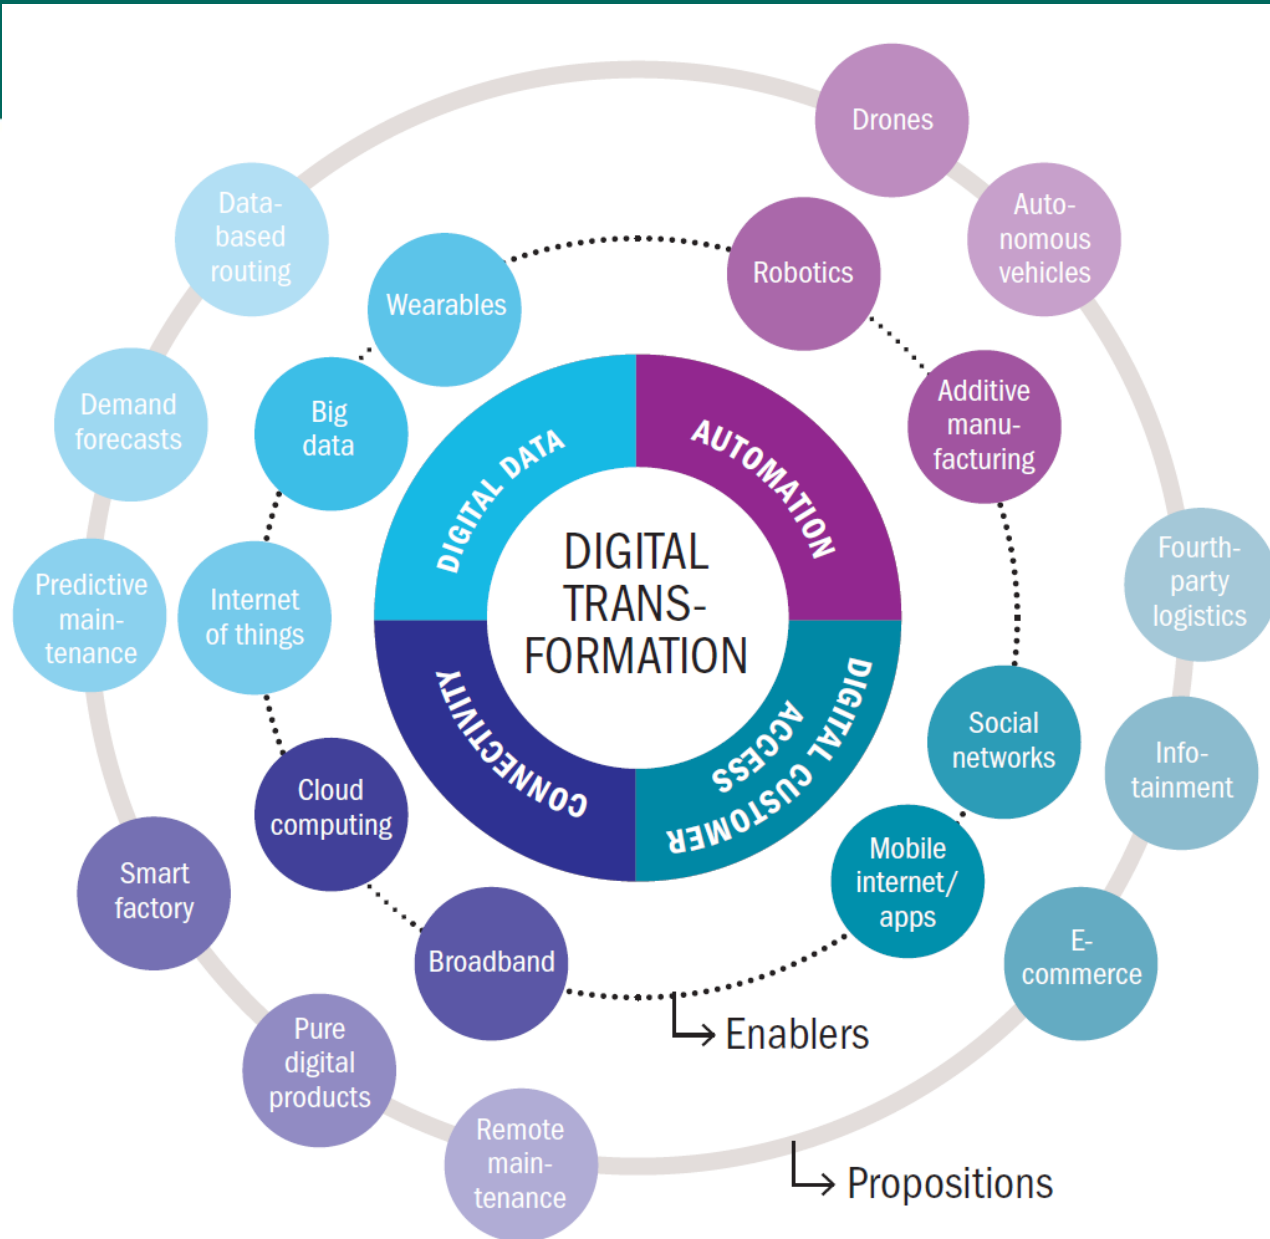 Drones
Auto-
nomous
vehicles
Data-
based
routing
Wearables
Robotics
Demand
forecasts
Big
data
Additive
manu-
facturing
DIGITAL DATA
AUTOMATION
Predictive
main-
tenance
Internet
of things
DIGITAL
TRANS-
FORMATION
Fourth-
party
logistics
CONNECTIVITY
DIGITAL CUSTOMER
ACCESS
Social
networks
Info-
tainment
Cloud
computing
Mobile
internet/
apps
Smart
factory
Broadband
E-
commerce
Enablers
Pure
digital
products
Remote
main-
tenance
Propositions